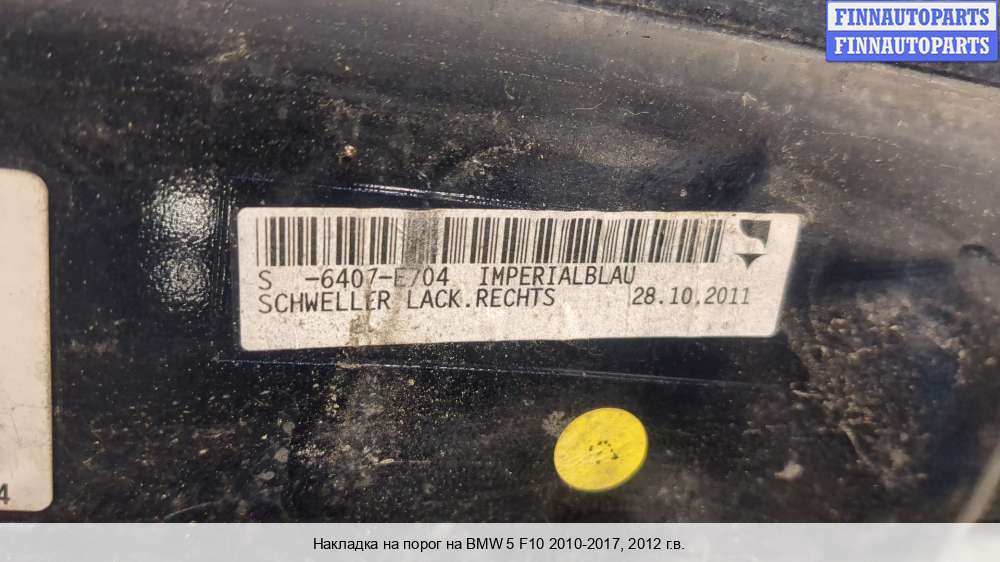 FINNAUTOPARTS
FINNAUTOPARTS
S -6407-E704 IMPERIALBLAU
SCHWELLER LACK.RECHTS 28.10.2011
4
Накладка на порог на BMW 5 F10 2010-2017, 2012 г.в.